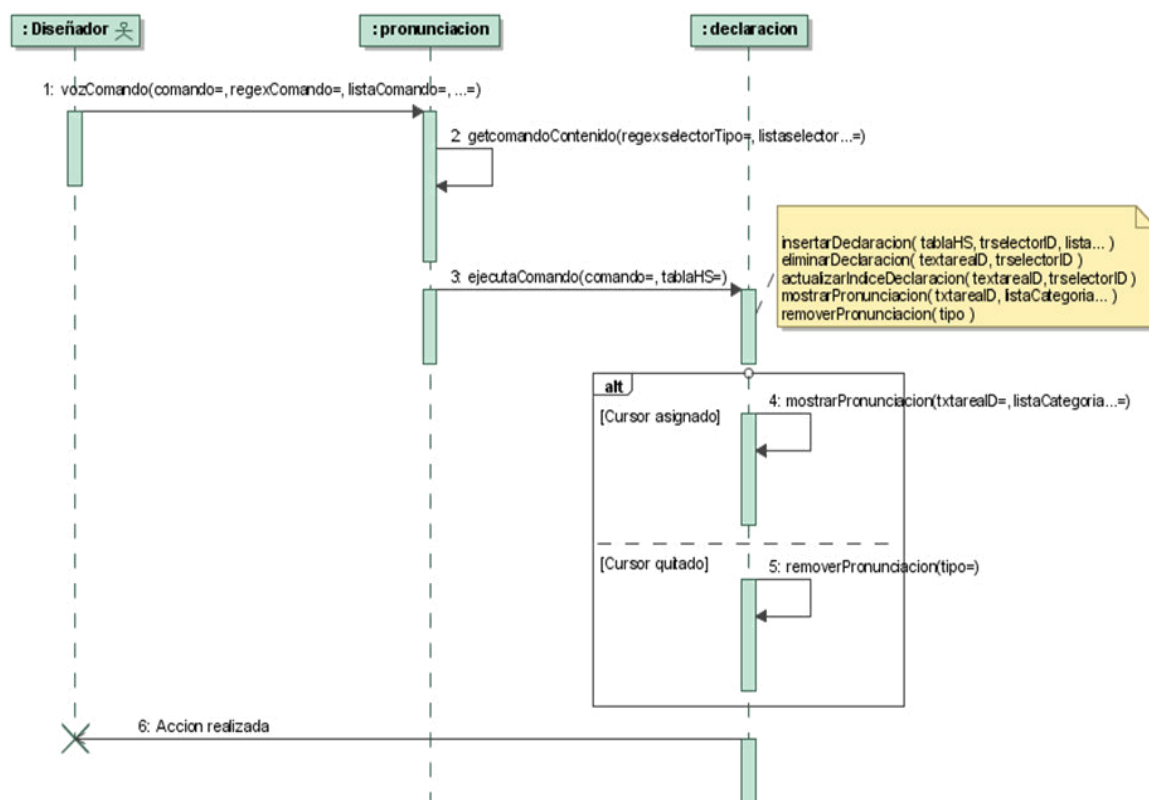 : Diseñador
: pronunciacion
: declaracion
1: vozComando(comando=, regexComando=, listaComando=, ...=)
2: getcomandoContenido(regexselectorTipo=, listaselector...=)
insertarDeclaracion( tablaHS, trselectorID, lista... )
eliminarDeclaracion( textareaID, trselectorID )
actualizarIndiceDeclaracion( textareaID, trselectorID )
mostrarPronunciacion( txtareaID, listaCategoria... )
removerPronunciacion( tipo )
3: ejecutaComando(comando=, tablaHS=)
alt
4: mostrarPronunciacion(txtareaID=, listaCategoria...=)
[Cursor asignado]
[Cursor quitado]
5: removerPronunciacion(tipo=)
6: Accion realizada